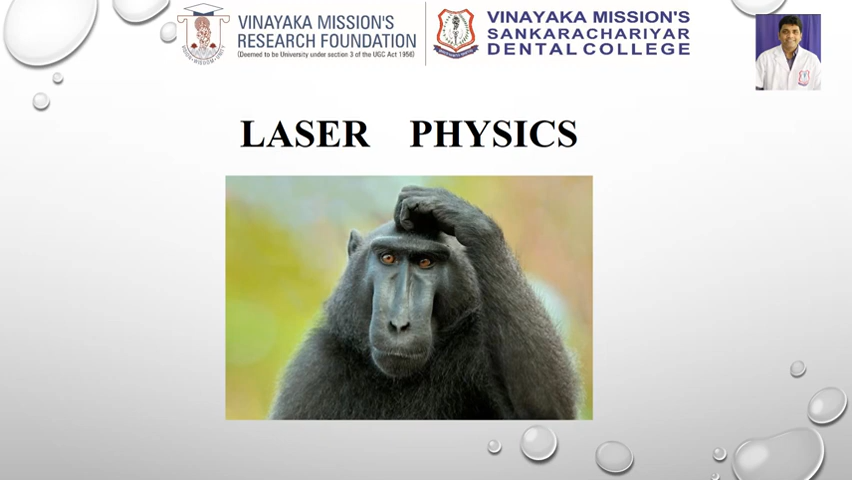 VINAYAKA MISSION'S
RESEARCH FOUNDATION
(Deemed to be University under section 3 of the UGC Act 1956)
VINAYAKA MISSION'S
SANKARACHARIYAR
DENTAL COLLEGE
LASER PHYSICS